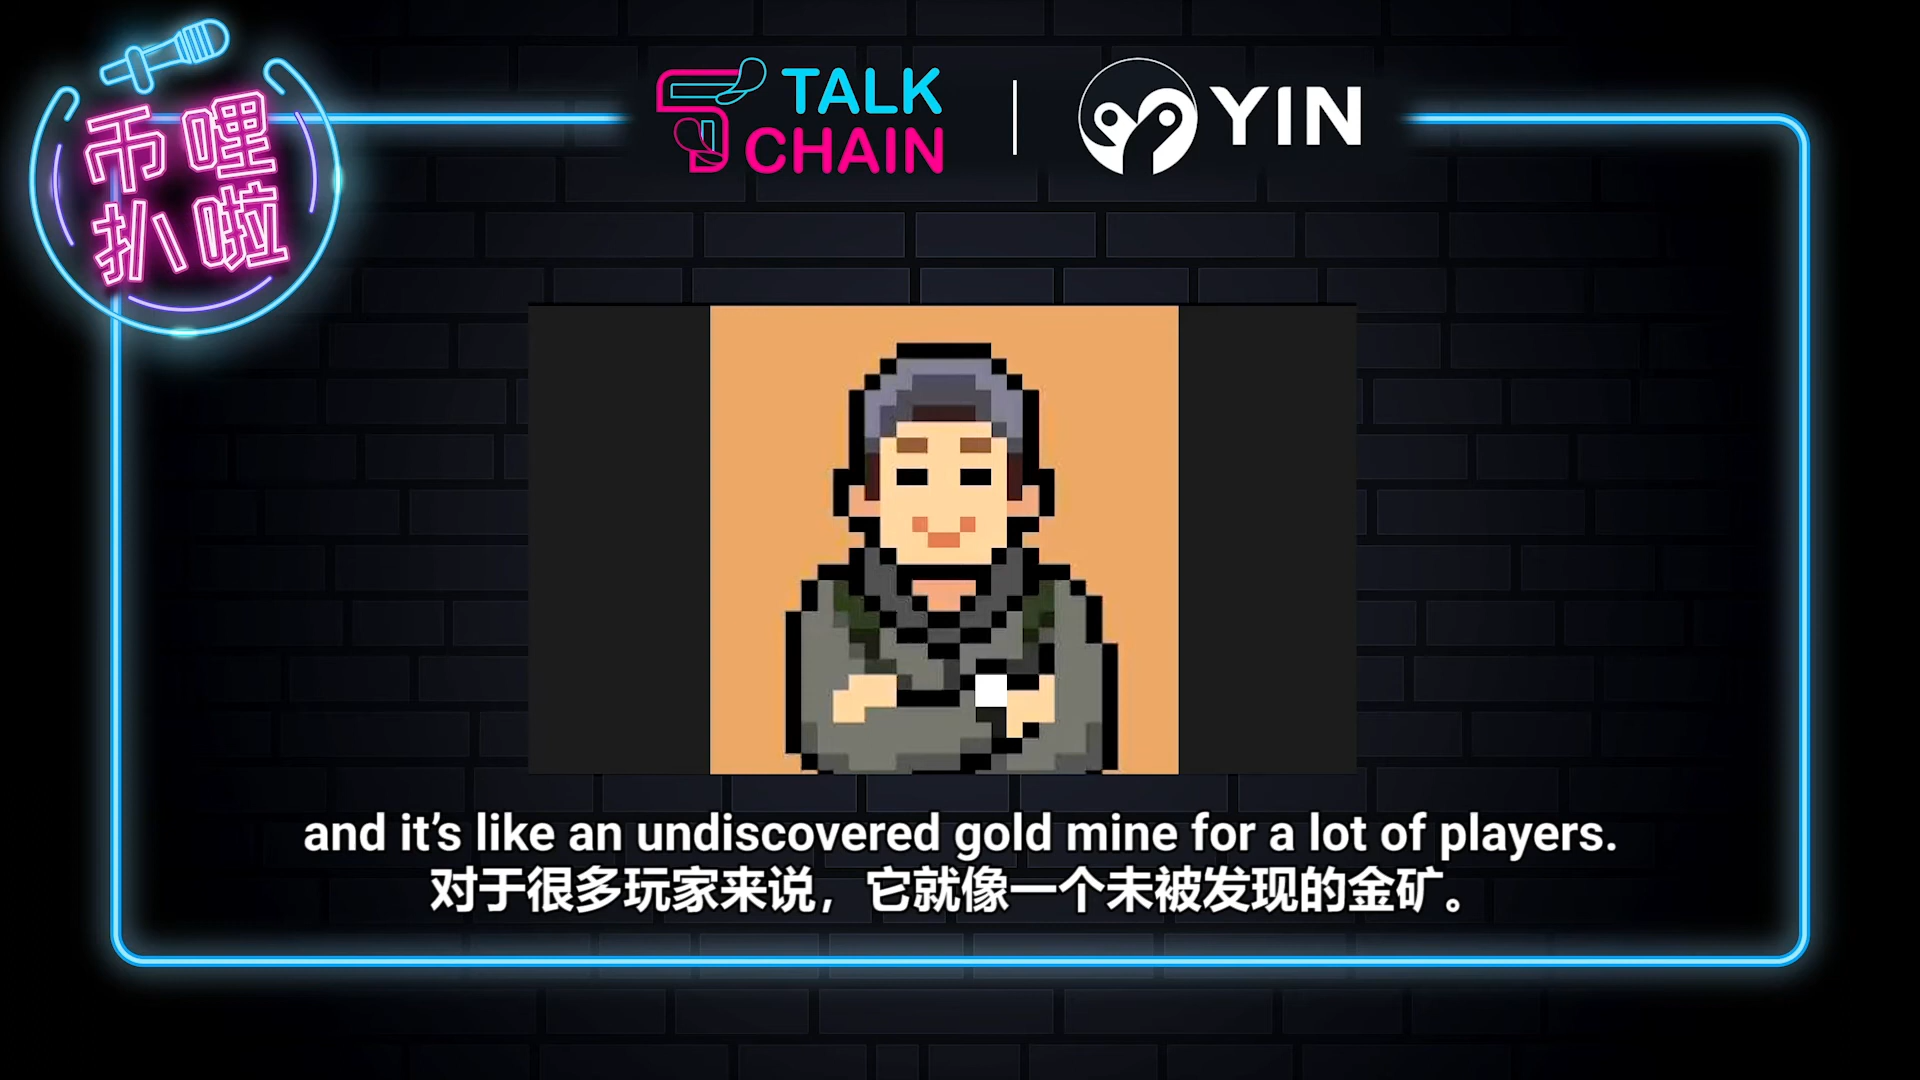 币哩
扒啦
TALK
CHAIN
YIN
and it's like an undiscovered gold mine for a lot of players.
对于很多玩家来说，它就像一个未被发现的金矿。